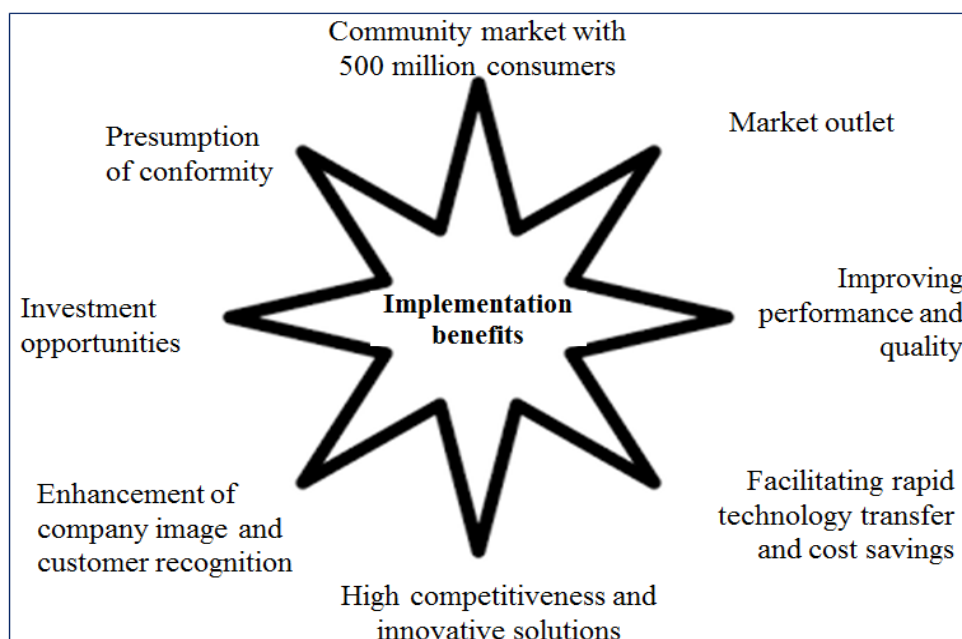 Community market with
500 million consumers
Market outlet
Presumption
of conformity
Improving
performance and
quality
Implementation
benefits
Investment
opportunities
Facilitating rapid
technology transfer
and cost savings
Enhancement of
company image and
customer recognition
High competitiveness and
innovative solutions